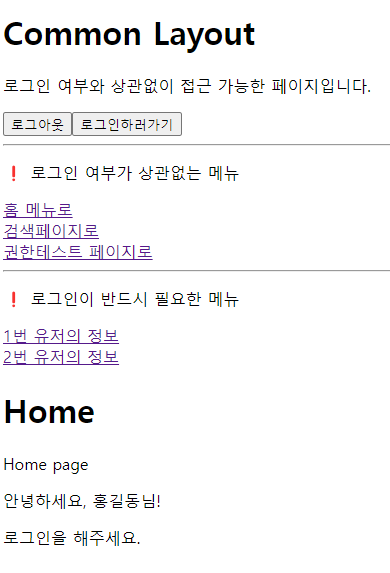 Common Layout
로그인 여부와 상관없이 접근 가능한 페이지입니다.
로그아웃 로그인하러가기
❗ 로그인 여부가 상관없는 메뉴
홈 메뉴로
검색페이지로
권한테스트 페이지로
❗ 로그인이 반드시 필요한 메뉴
1번 유저의 정보
2번 유저의 정보
Home
Home page
안녕하세요, 홍길동님!
로그인을 해주세요.